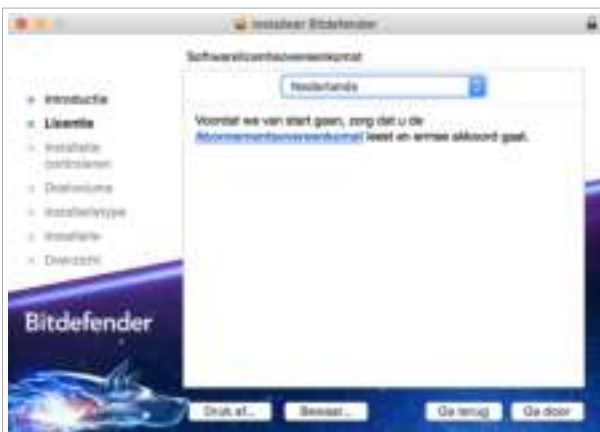 Installeer Bitdefender
Softwarelicentieovereenkomst
Nederlands
Introductie
Licentie
Installatie
controleren
Doelvolume
Installatietype
Installatie
Overzicht
Voordat we van start gaan, zorg dat u de
Abonnementsovereenkomst leest en ermee akkoord gaat.
Bitdefender
Druk af...
Bewaar...
Ga terug
Ga door